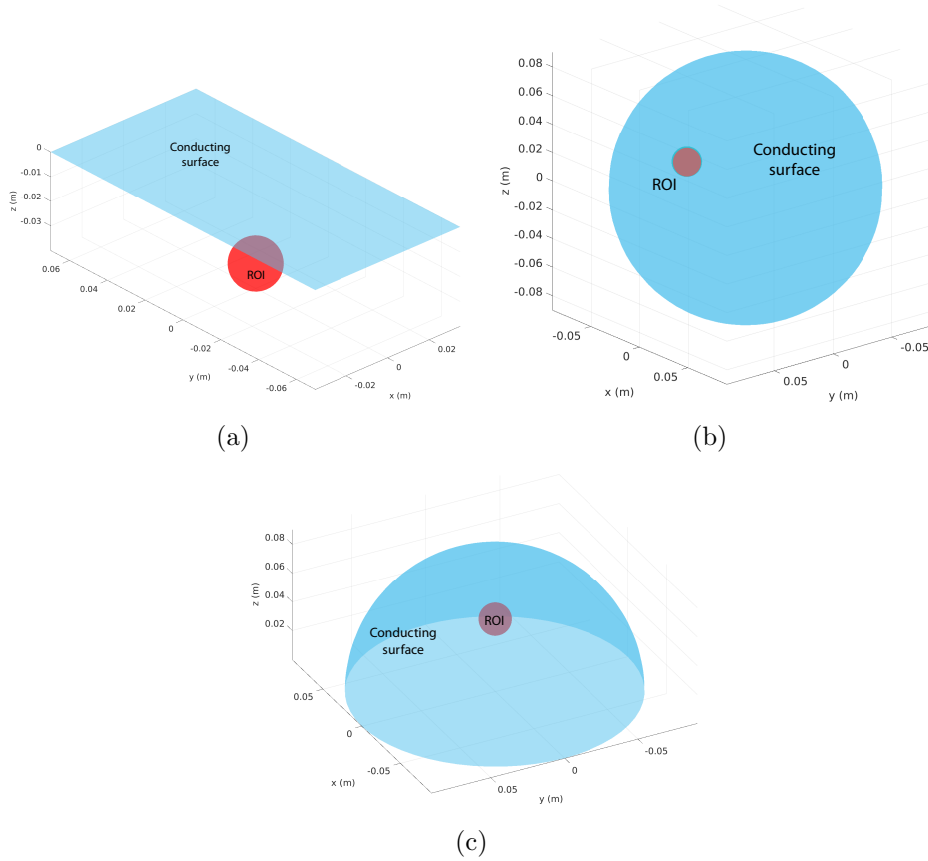 Conducting
surface
ROI
0
-0.01
-0.02
-0.03
z (m)
0.06
0.04
0.02
0
-0.02
-0.04
-0.06
y (m)
-0.02
0
0.02
x (m)
(a)
Conducting
surface
ROI
0.08
0.06
0.04
0.02
0
-0.02
-0.04
-0.06
-0.08
z (m)
-0.05
0
0.05
x (m)
0.05
0
-0.05
y (m)
(b)
Conducting
surface
ROI
0.08
0.06
0.04
0.02
z (m)
0.05
0
-0.05
x (m)
0.05
0
-0.05
y (m)
(c)